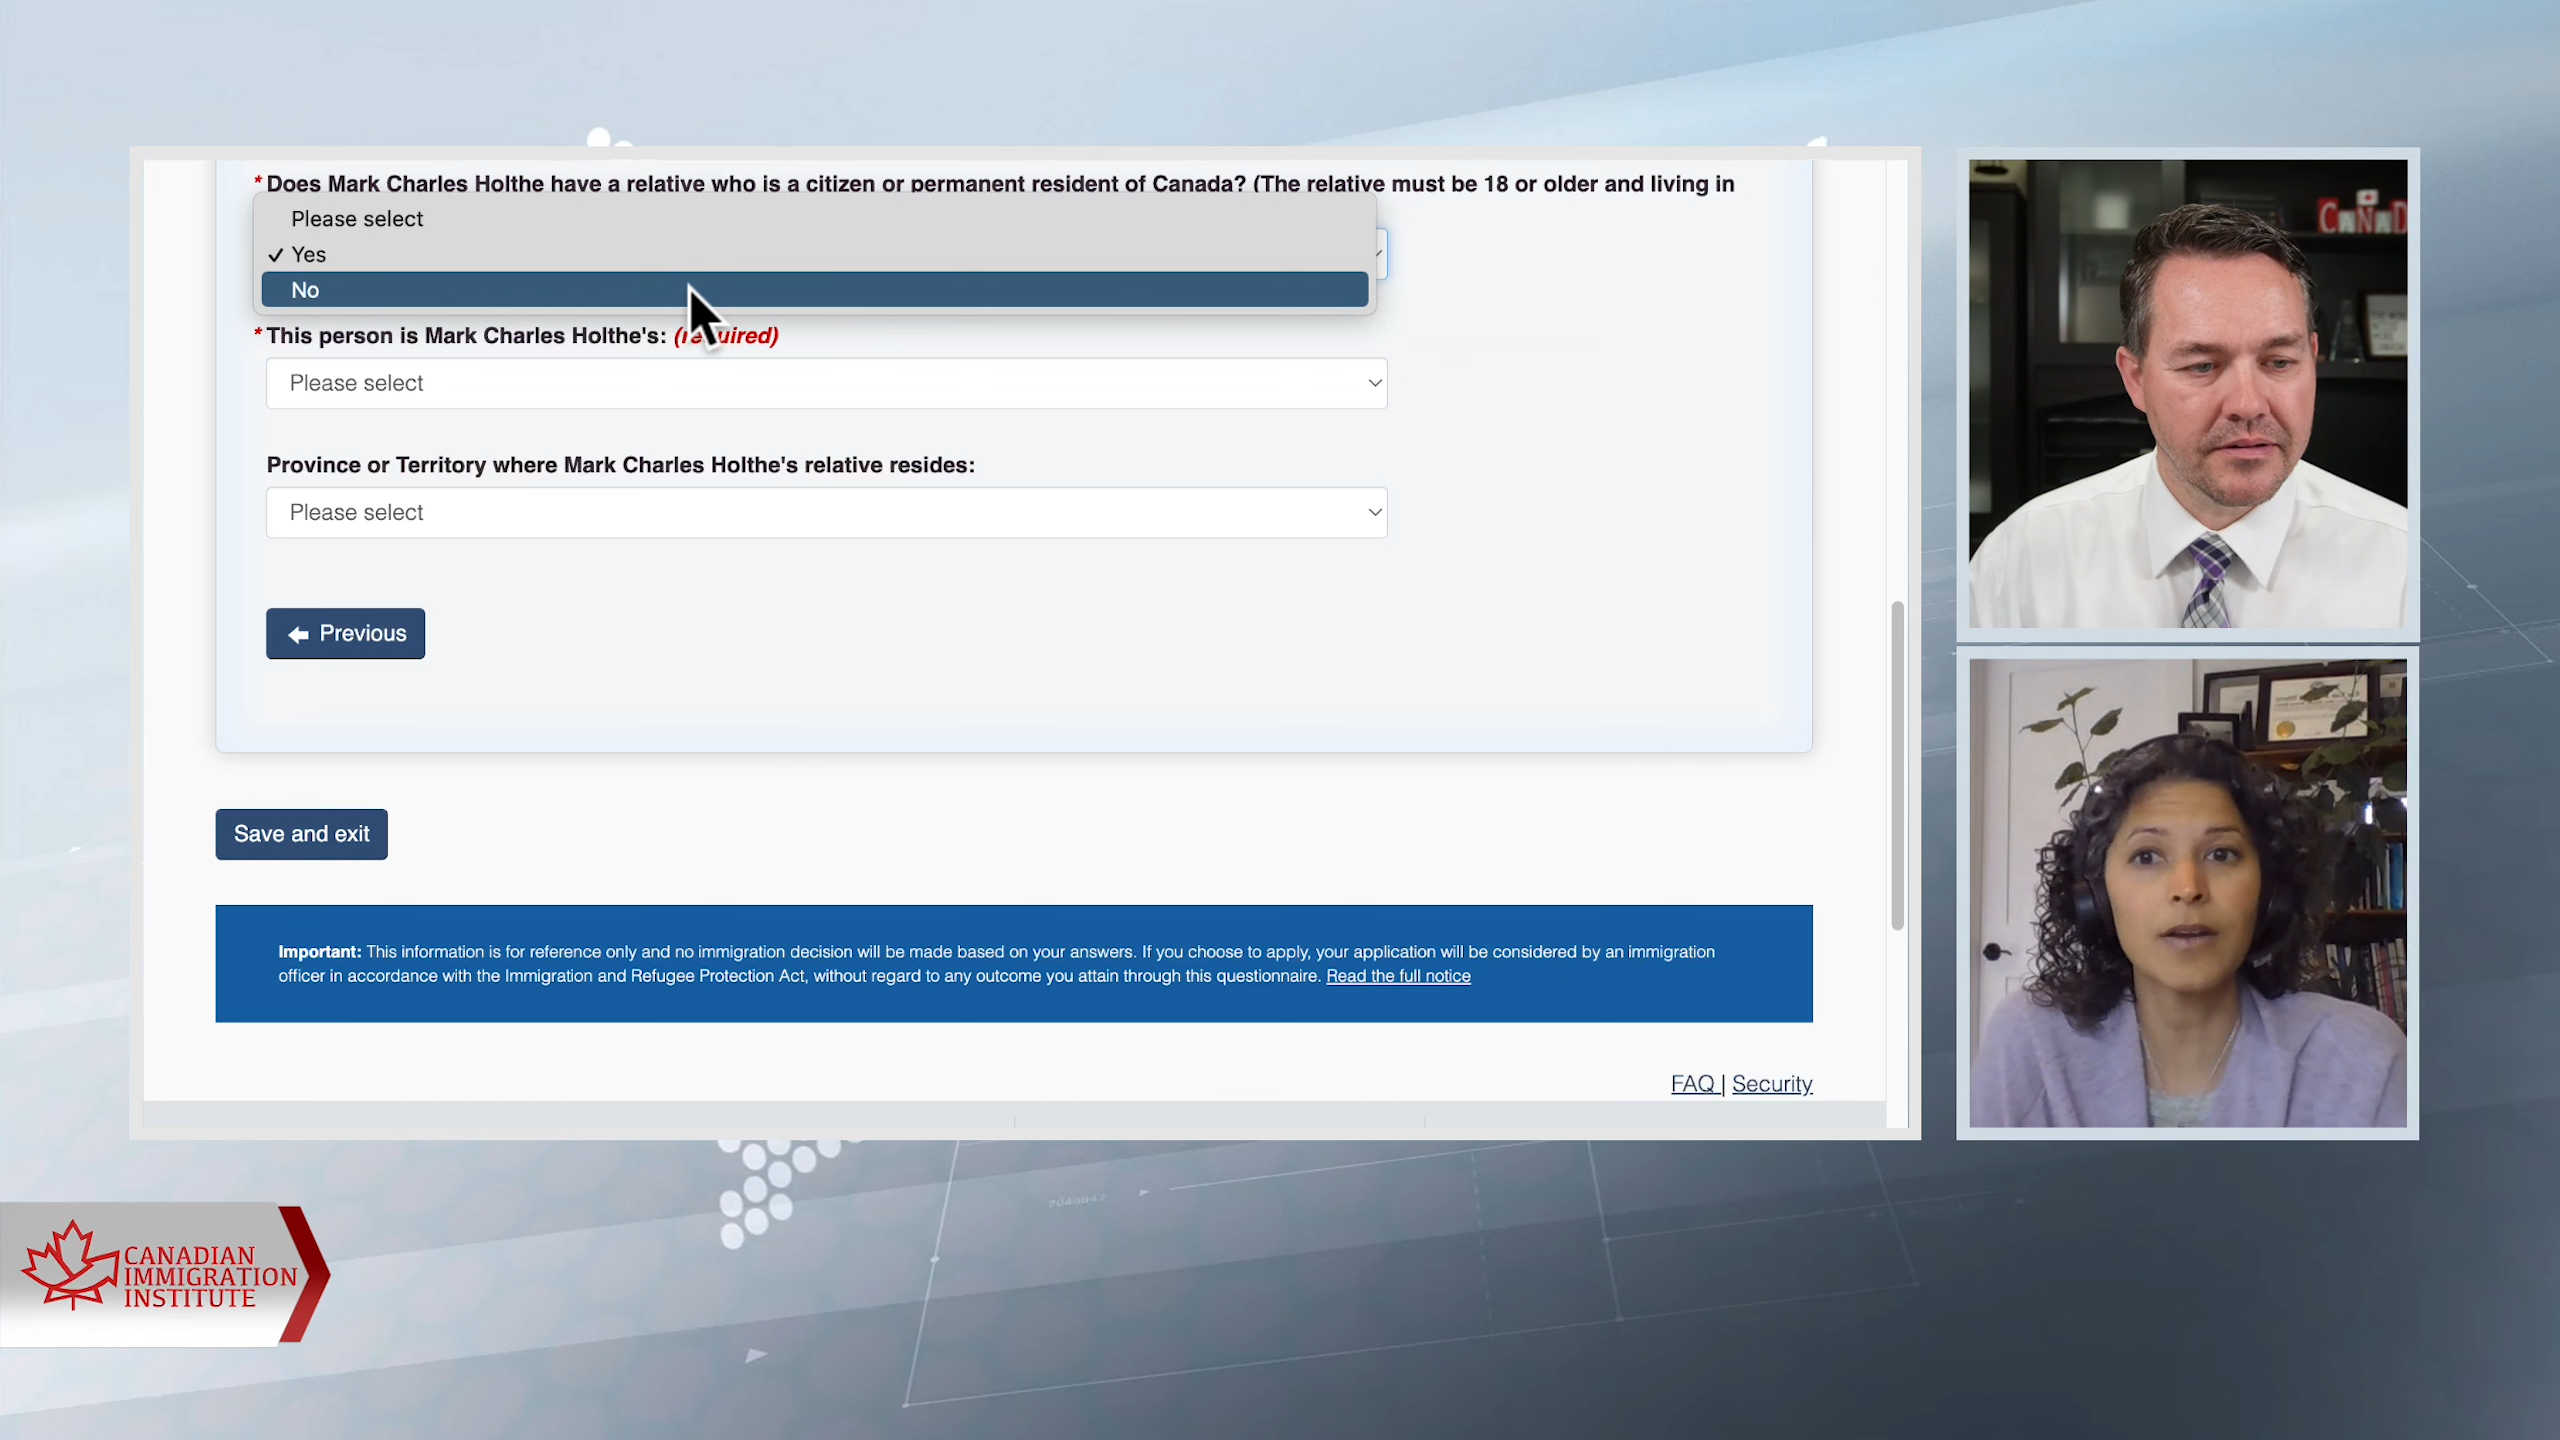 * Does Mark Charles Holthe have a relative who is a citizen or permanent resident of Canada? (The relative must be 18 or older and living in
Please select
✓ Yes
No
* This person is Mark Charles Holthe's: (required)
Please select
Province or Territory where Mark Charles Holthe's relative resides:
Please select
Previous
Save and exit
Important: This information is for reference only and no immigration decision will be made based on your answers. If you choose to apply, your application will be considered by an immigration
officer in accordance with the Immigration and Refugee Protection Act, without regard to any outcome you attain through this questionnaire. Read the full notice
FAQ | Security
CANAD
CANADIAN
IMMIGRATION
INSTITUTE